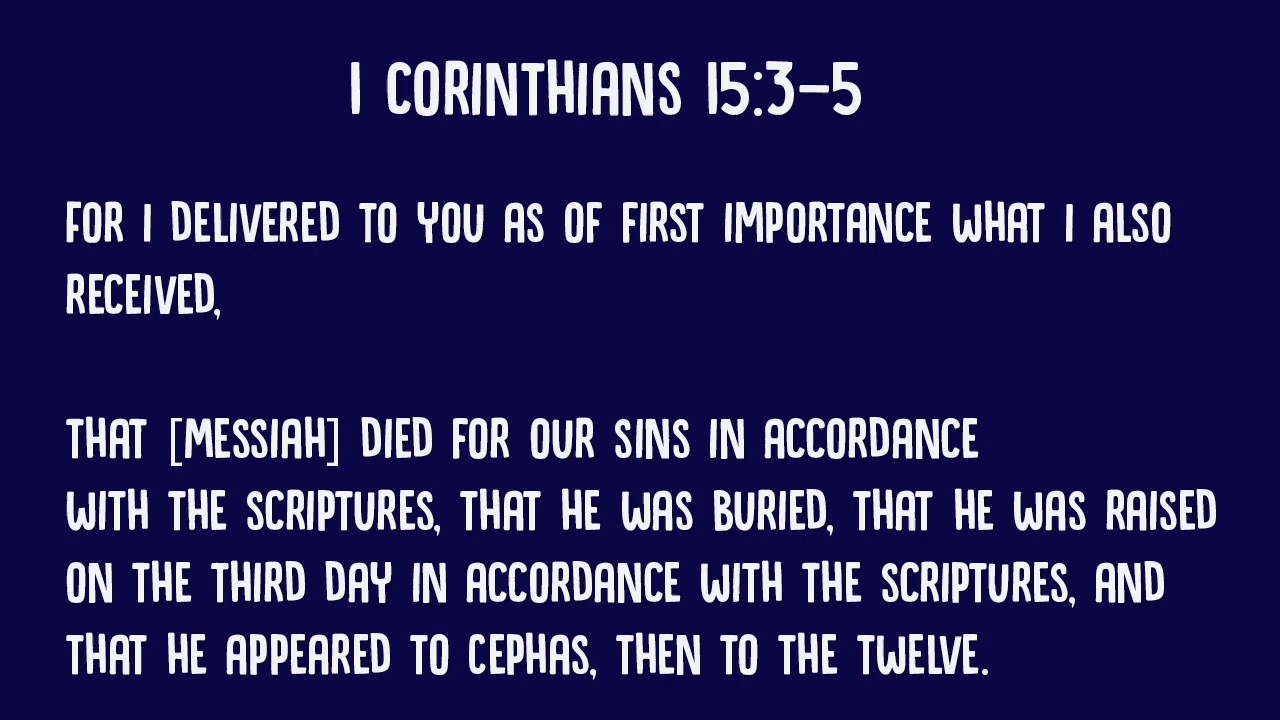 1 CORINTHIANS 15:3–5
FOR I DELIVERED TO YOU AS OF FIRST IMPORTANCE WHAT I ALSO
RECEIVED,
THAT [MESSIAH] DIED FOR OUR SINS IN ACCORDANCE
WITH THE SCRIPTURES, THAT HE WAS BURIED, THAT HE WAS RAISED
ON THE THIRD DAY IN ACCORDANCE WITH THE SCRIPTURES, AND
THAT HE APPEARED TO CEPHAS, THEN TO THE TWELVE.